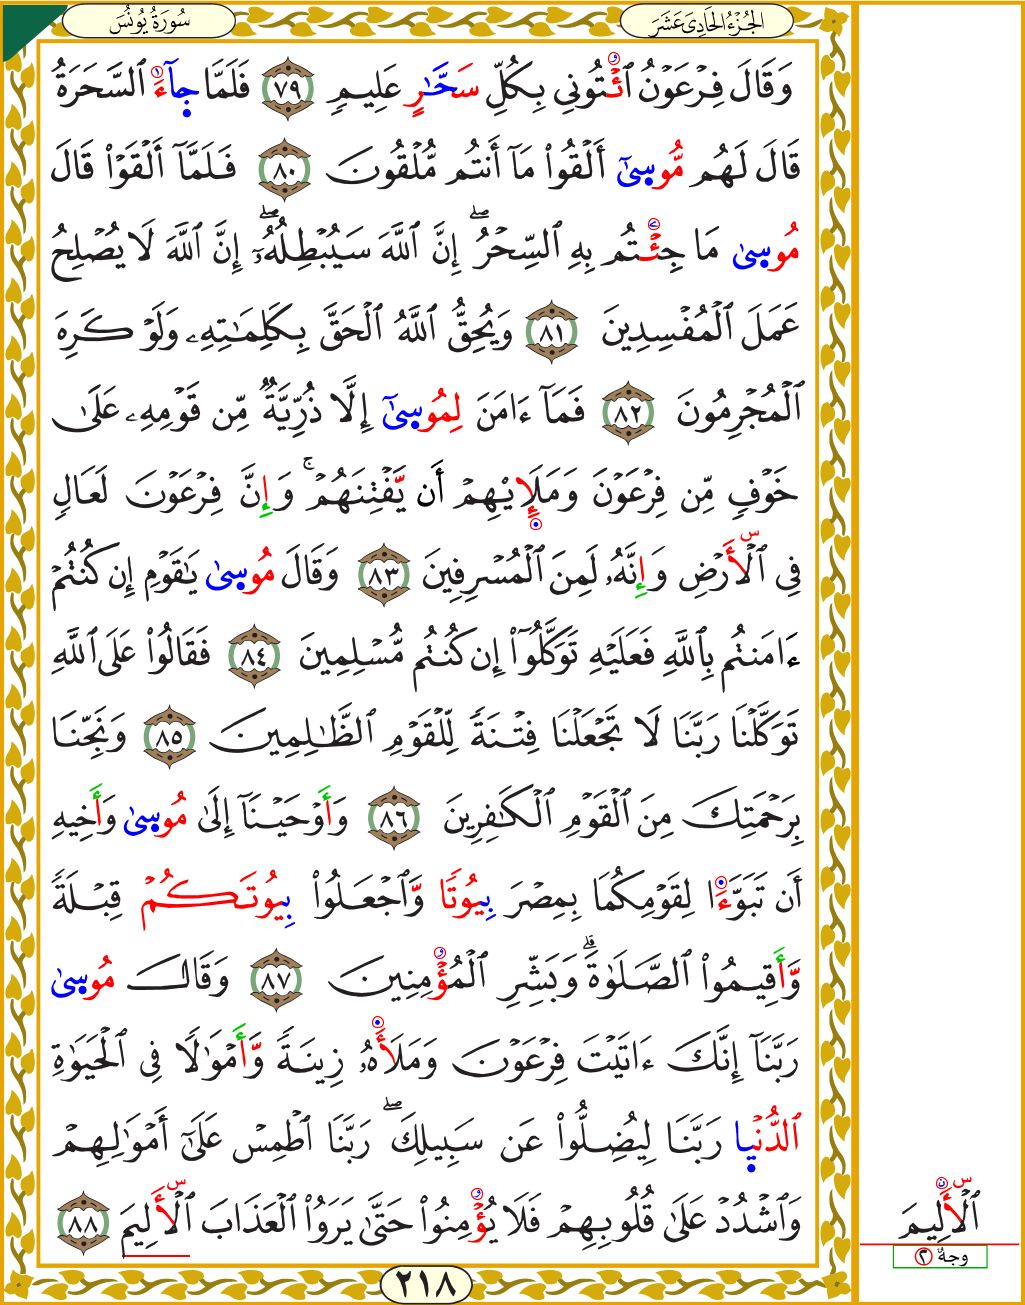 سُورَةُ يُونُسَ
الجُزْءُ الحَادِىَ عَشَرَ
وَقَالَ فِرْعَوْنُ ٱئْتُونِي بِكُلِّ سَحَّٰرٍ عَلِيمٖ ٧٩ فَلَمَّا جَآءَ ٱلسَّحَرَةُ
قَالَ لَهُم مُّوسَىٰٓ أَلْقُوا۟ مَآ أَنتُم مُّلْقُونَ ٨٠ فَلَمَّآ أَلْقَوْا۟ قَالَ
مُوسَىٰ مَا جِئْتُم بِهِ ٱلسِّحْرُۖ إِنَّ ٱللَّهَ سَيُبْطِلُهُۥٓۖ إِنَّ ٱللَّهَ لَا يُصْلِحُ
عَمَلَ ٱلْمُفْسِدِينَ ٨١ وَيُحِقُّ ٱللَّهُ ٱلْحَقَّ بِكَلِمَٰتِهِۦ وَلَوْ كَرِهَ
ٱلْمُجْرِمُونَ ٨٢ فَمَآ ءَامَنَ لِمُوسَىٰٓ إِلَّا ذُرِّيَّةٌ مِّن قَوْمِهِۦ عَلَىٰ
خَوْفٍ مِّن فِرْعَوْنَ وَمَلَإِي۟هِمْ أَن يَّفْتِنَهُمْۚ وَإِنَّ فِرْعَوْنَ لَعَالٍ
فِي ٱلْأَرْضِ وَإِنَّهُۥ لَمِنَ ٱلْمُسْرِفِينَ ٨٣ وَقَالَ مُوسَىٰ يَٰقَوْمِ إِن كُنتُمْ
ءَامَنتُم بِٱللَّهِ فَعَلَيْهِ تَوَكَّلُوٓا۟ إِن كُنتُم مُّسْلِمِينَ ٨٤ فَقَالُوا۟ عَلَى ٱللَّهِ
تَوَكَّلْنَا رَبَّنَا لَا تَجْعَلْنَا فِتْنَةً لِّلْقَوْمِ ٱلظَّٰلِمِينَ ٨٥ وَنَجِّنَا
بِرَحْمَتِكَ مِنَ ٱلْقَوْمِ ٱلْكَٰفِرِينَ ٨٦ وَأَوْحَيْنَآ إِلَىٰ مُوسَىٰ وَأَخِيهِ
أَن تَبَوَّءَا لِقَوْمِكُمَا بِمِصْرَ بِيُوتًا وَّٱجْعَلُوا۟ بِيُوتَكُمْ قِبْلَةً
وَّأَقِيمُوا۟ ٱلصَّلَوٰةَۗ وَبَشِّرِ ٱلْمُؤْمِنِينَ ٨٧ وَقَالَ مُوسَىٰ
رَبَّنَآ إِنَّكَ ءَاتَيْتَ فِرْعَوْنَ وَمَلَأَهُۥ زِينَةً وَّأَمْوَٰلًا فِي ٱلْحَيَوٰةِ
ٱلدُّنْيَا رَبَّنَا لِيُضِلُّوا۟ عَن سَبِيلِكَۖ رَبَّنَا ٱطْمِسْ عَلَىٰٓ أَمْوَٰلِهِمْ
وَٱشْدُدْ عَلَىٰ قُلُوبِهِمْ فَلَا يُؤْمِنُوا۟ حَتَّىٰ يَرَوُا۟ ٱلْعَذَابَ ٱلْأَلِيمَ ٨٨
ٱلْأَلِيمَ
وجهة ٢
٢١٨